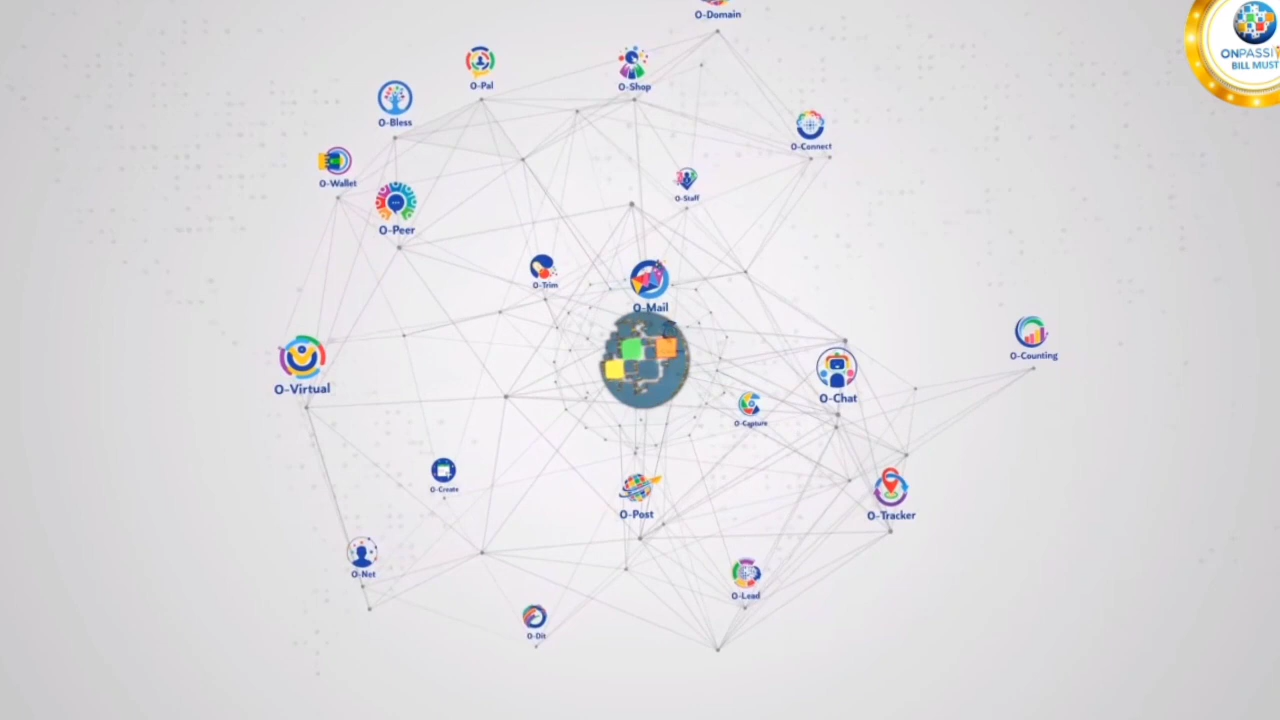 O-Domain
ONPASSI
BILL MUST
O-Pal
O-Shop
O-Bless
O-Connect
O-Wallet
O-Staff
O-Peer
O-Trim
O-Mail
O-Counting
O-Virtual
O-Chat
O-Capture
O-Create
O-Post
O-Tracker
O-Net
O-Lead
O-Dit